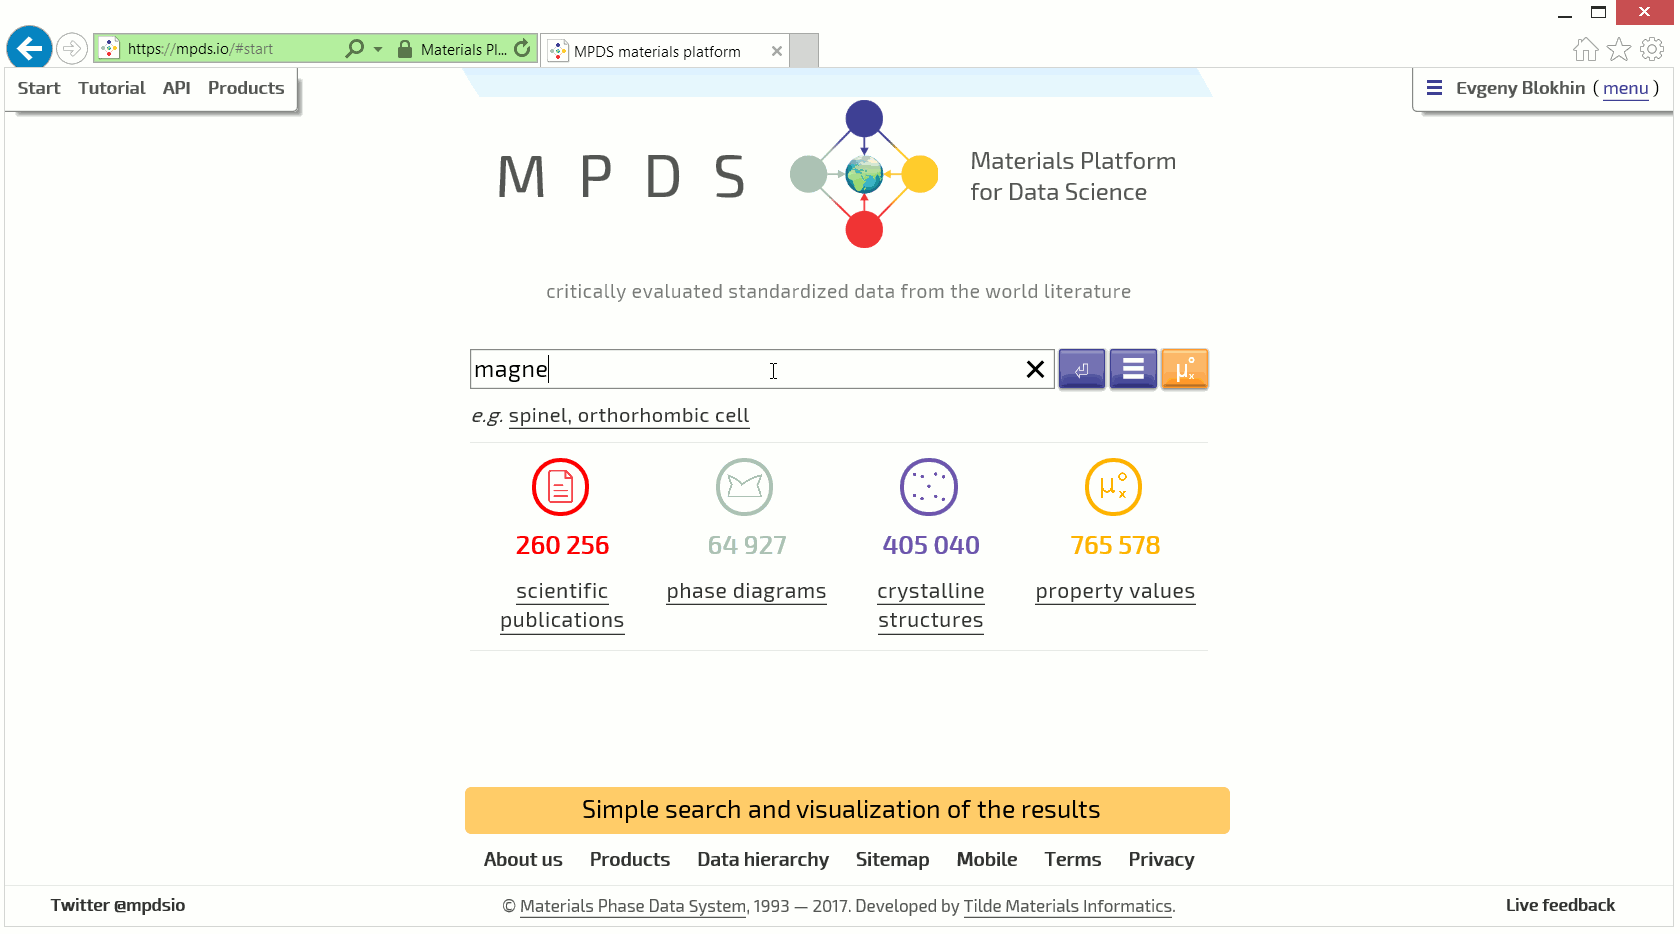 https://mpds.io/#start
Materials Pl...
MPDS materials platform
Start Tutorial API Products
Evgeny Blokhin ( menu )
M P D S
Materials Platform
for Data Science
critically evaluated standardized data from the world literature
magne
μ°x
e.g. spinel, orthorhombic cell
μ°x
260 256
64 927
405 040
765 578
scientific
publications
phase diagrams
crystalline
structures
property values
Simple search and visualization of the results
About us Products Data hierarchy Sitemap Mobile Terms Privacy
Twitter @mpdsio
© Materials Phase Data System, 1993 — 2017. Developed by Tilde Materials Informatics.
Live feedback